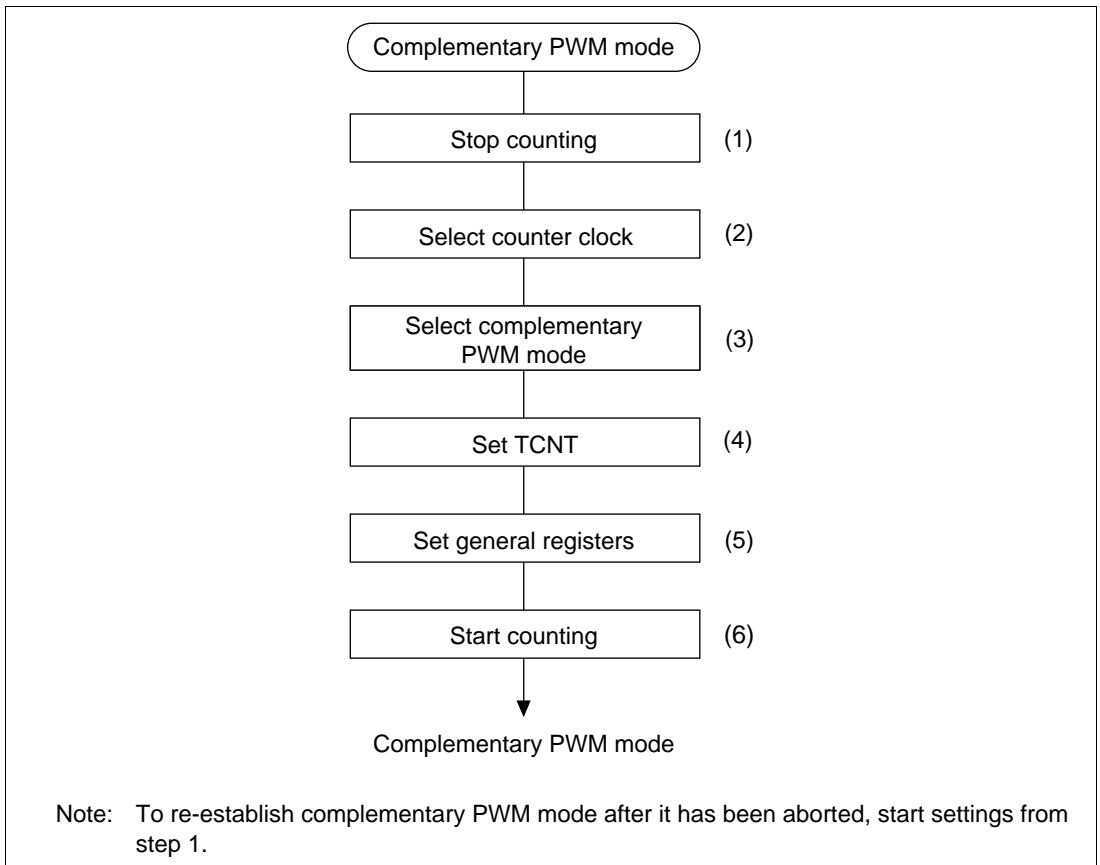 Complementary PWM mode
Stop counting (1)
Select counter clock (2)
Select complementary
PWM mode (3)
Set TCNT (4)
Set general registers (5)
Start counting (6)
Complementary PWM mode
Note: To re-establish complementary PWM mode after it has been aborted, start settings from
step 1.